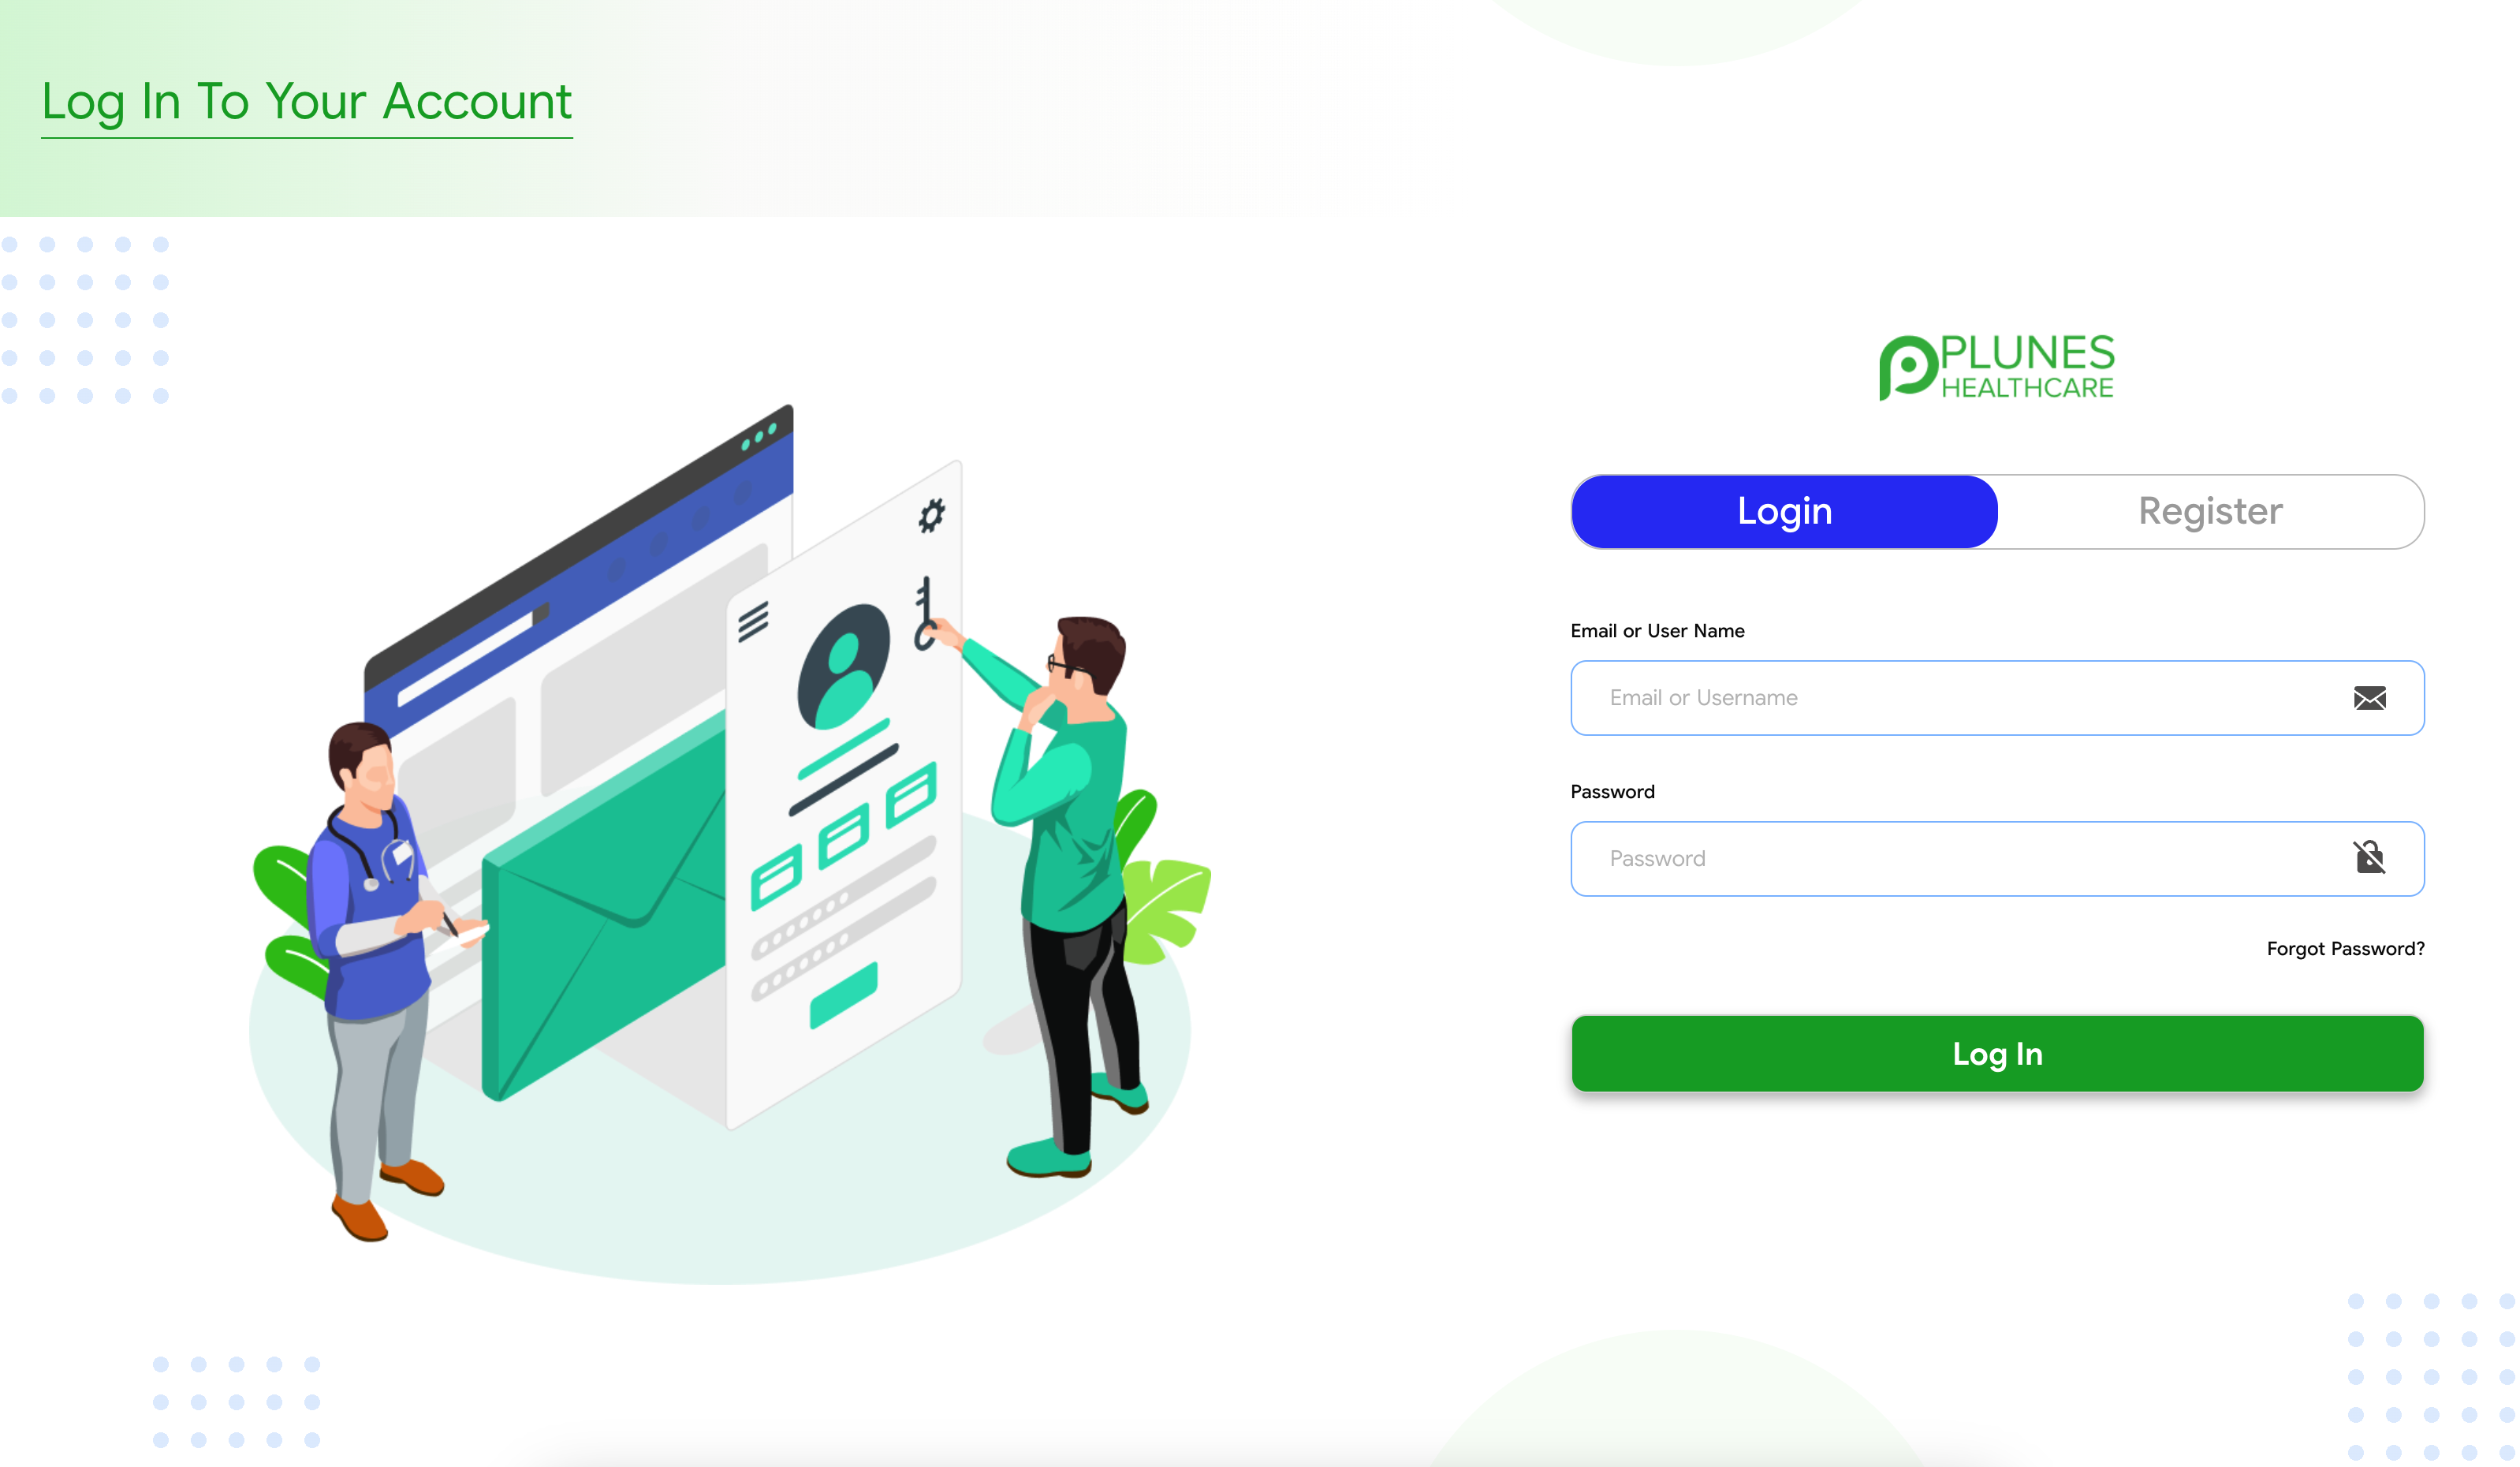 Log In To Your Account
PLUNES
HEALTHCARE
Login
Register
Email or User Name
Email or Username
Password
Password
Forgot Password?
Log In